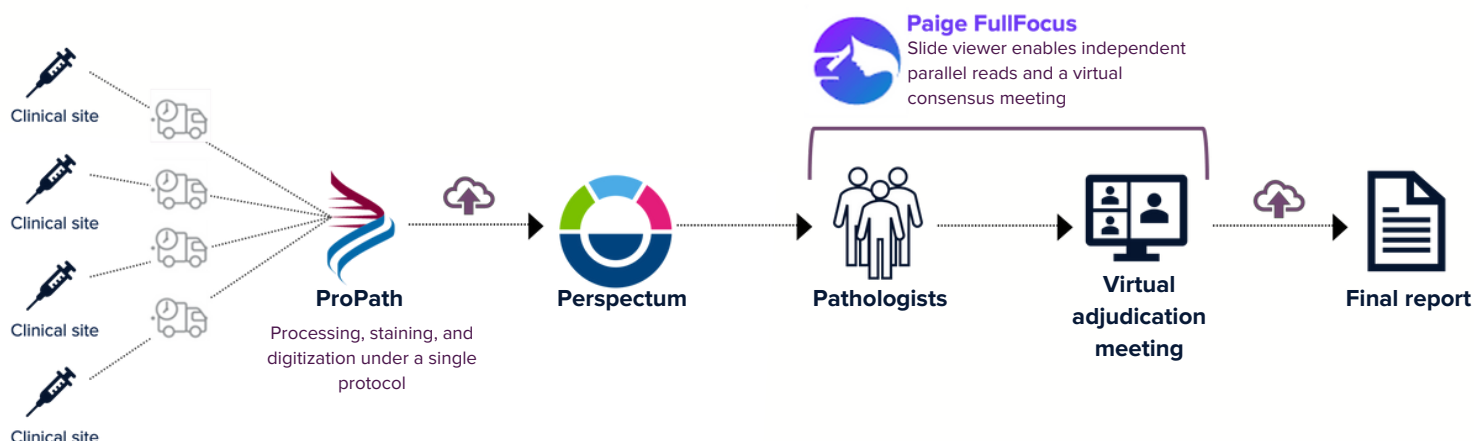 Paige FullFocus
Slide viewer enables independent
parallel reads and a virtual
consensus meeting
Clinical site
Clinical site
Clinical site
Clinical site
ProPath
Processing, staining, and
digitization under a single
protocol
Perspectum
Pathologists
Virtual
adjudication
meeting
Final report